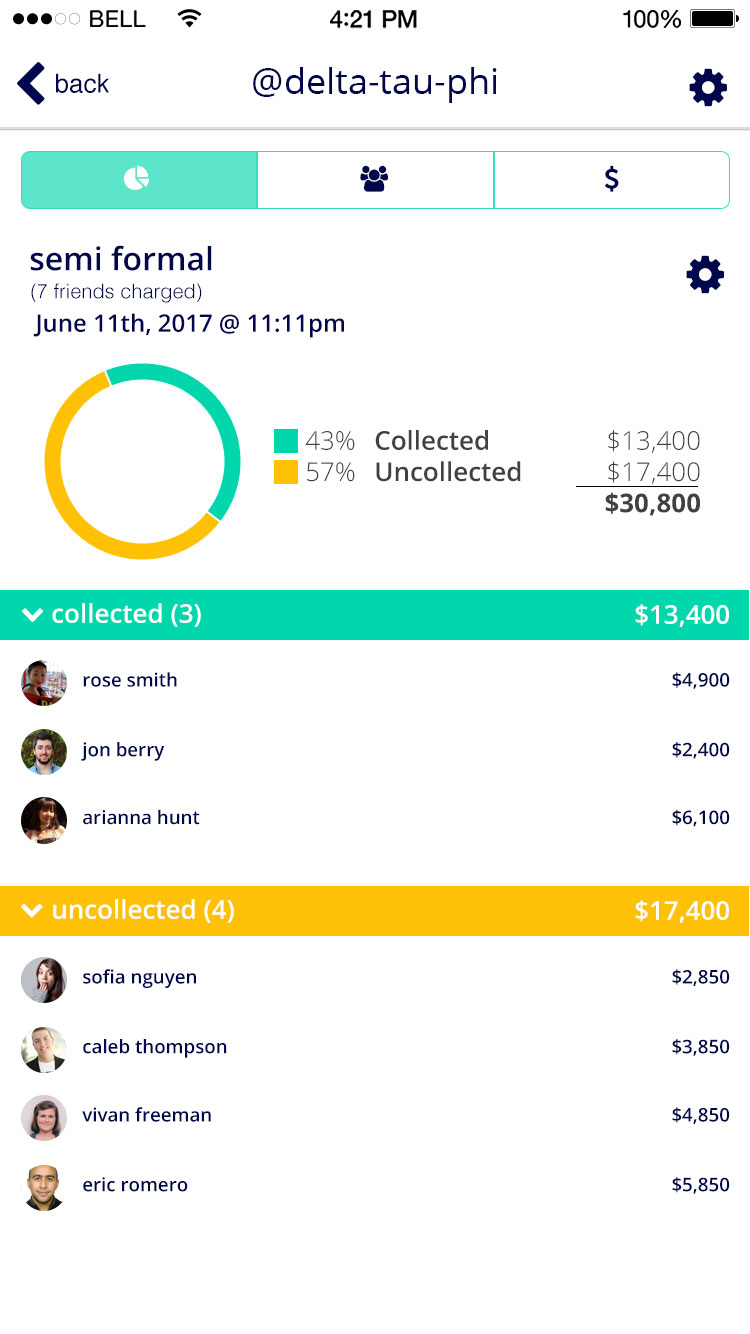 BELL 4:21 PM 100%
back @delta-tau-phi
$
semi formal
(7 friends charged)
June 11th, 2017 @ 11:11pm
43% Collected $13,400
57% Uncollected $17,400
$30,800
collected (3) $13,400
rose smith $4,900
jon berry $2,400
arianna hunt $6,100
uncollected (4) $17,400
sofia nguyen $2,850
caleb thompson $3,850
vivan freeman $4,850
eric romero $5,850